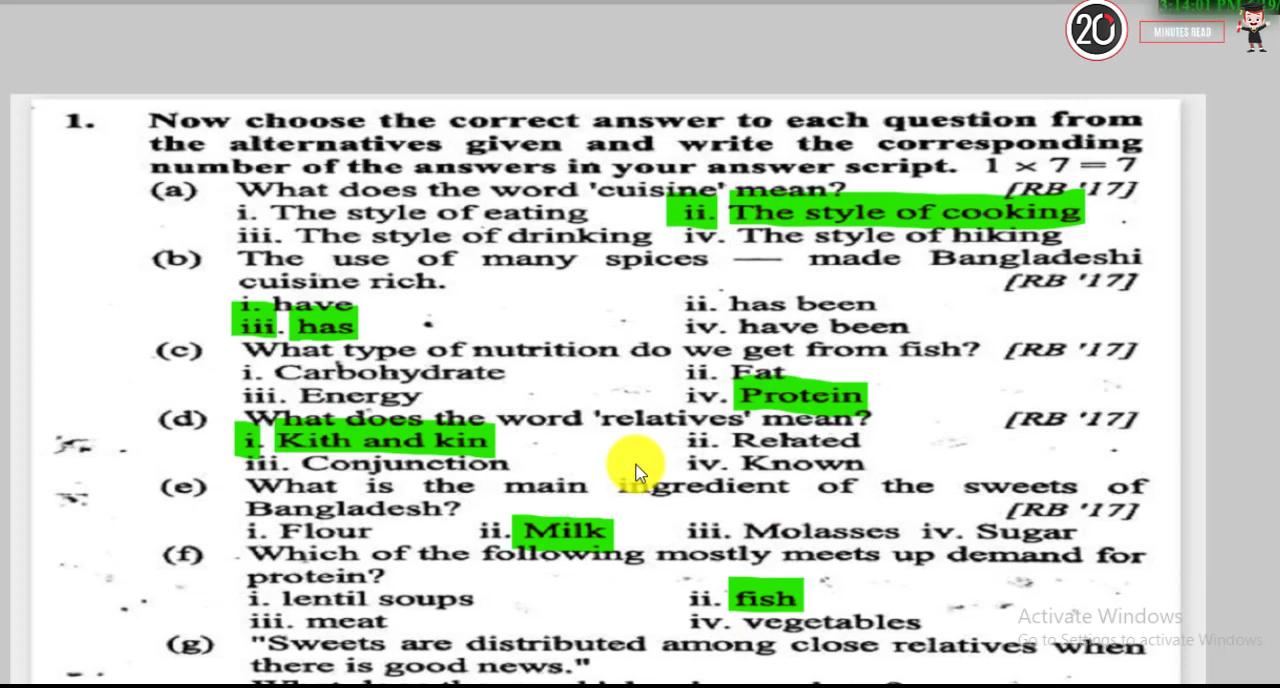 3:14:01 PM
20
MINUTES READ
1. Now choose the correct answer to each question from
the alternatives given and write the corresponding
number of the answers in your answer script. 1 × 7 = 7
(a) What does the word 'cuisine' mean? [RB '17]
i. The style of eating ii. The style of cooking
iii. The style of drinking iv. The style of hiking
(b) The use of many spices — made Bangladeshi
cuisine rich. [RB '17]
i. have ii. has been
iii. has iv. have been
(c) What type of nutrition do we get from fish? [RB '17]
i. Carbohydrate ii. Fat
iii. Energy iv. Protein
(d) What does the word 'relatives' mean? [RB '17]
i. Kith and kin ii. Related
iii. Conjunction iv. Known
(e) What is the main ingredient of the sweets of
Bangladesh? [RB '17]
i. Flour ii. Milk iii. Molasses iv. Sugar
(f) Which of the following mostly meets up demand for
protein?
i. lentil soups ii. fish
iii. meat iv. vegetables
(g) "Sweets are distributed among close relatives when
there is good news."
Activate Windows
Go to Settings to activate Windows